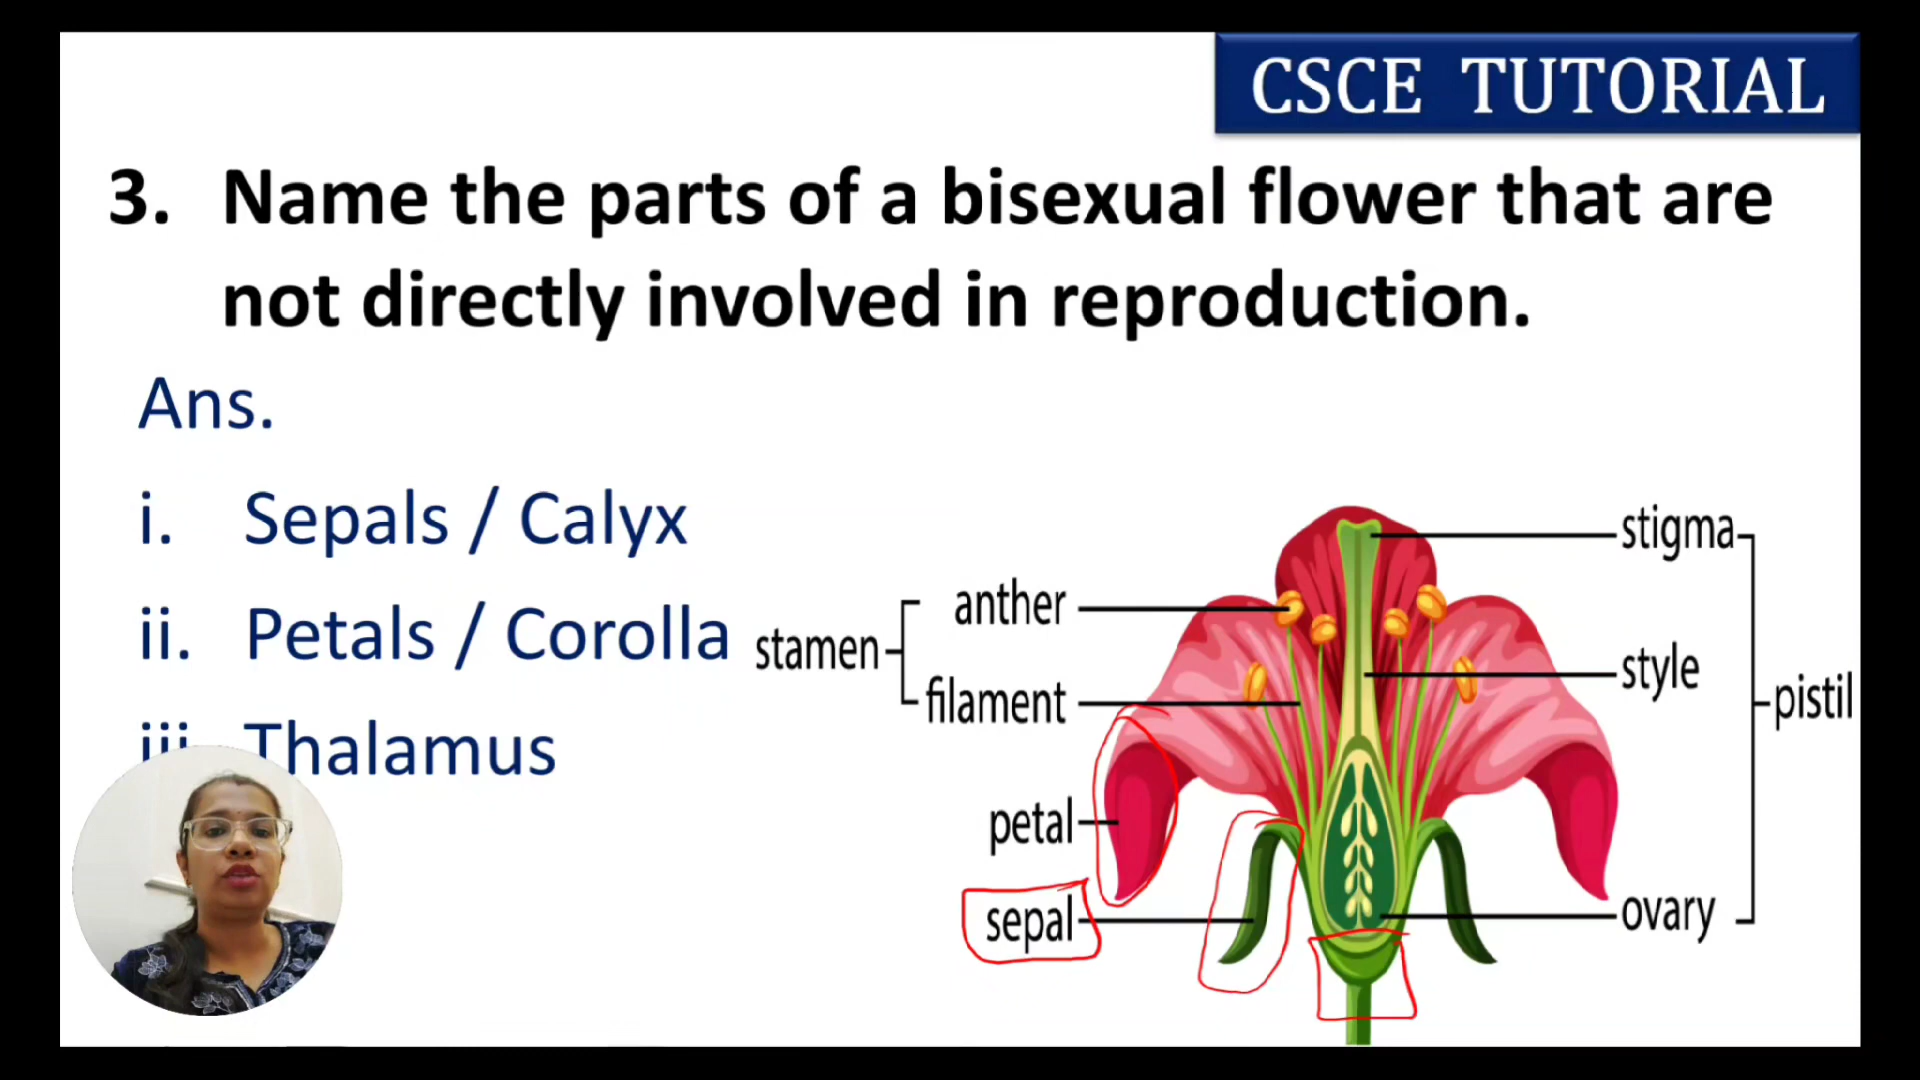 CSCE TUTORIAL
3. Name the parts of a bisexual flower that are
not directly involved in reproduction.
Ans.
i. Sepals / Calyx
ii. Petals / Corolla
iii. Thalamus
stamen
anther
filament
petal
sepal
stigma
style
pistil
ovary